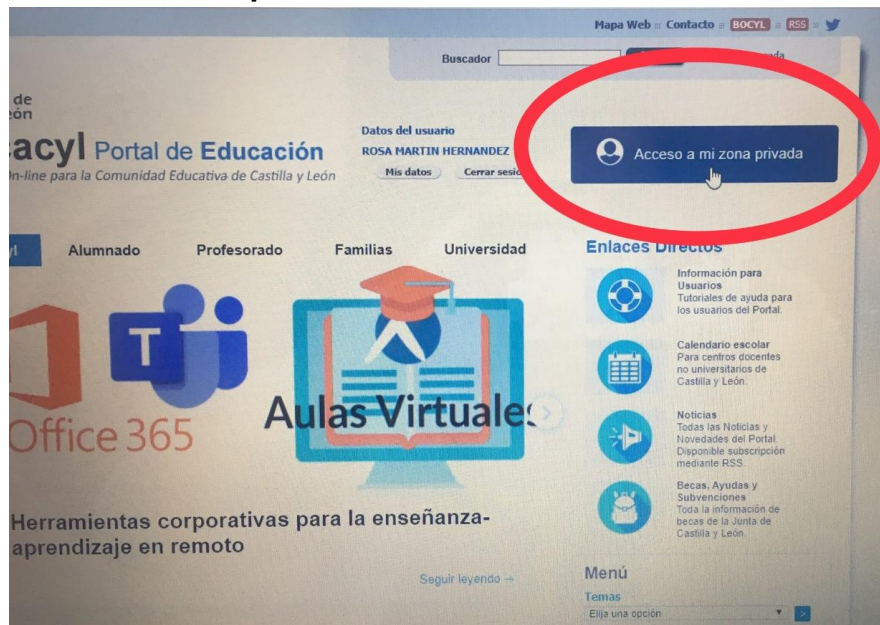 Mapa Web :: Contacto :: BOCYL :: RSS ::
Buscador
de
eón
acyl Portal de Educación
n-line para la Comunidad Educativa de Castilla y León
Datos del usuario
ROSA MARTIN HERNANDEZ
Mis datos
Cerrar sesió
Acceso a mi zona privada
yl Alumnado Profesorado Familias Universidad
T
Office 365
Aulas Virtuales
Herramientas corporativas para la enseñanza-
aprendizaje en remoto
Seguir leyendo →
Enlaces Directos
Información para
Usuarios
Tutoriales de ayuda para
los usuarios del Portal.
Calendario escolar
Para centros docentes
no universitarios de
Castilla y León.
Noticias
Todas las Noticias y
Novedades del Portal.
Disponible subscripción
mediante RSS.
Becas, Ayudas y
Subvenciones
Toda la información de
becas de la Junta de
Castilla y León.
Menú
Temas
Elija una opción
>